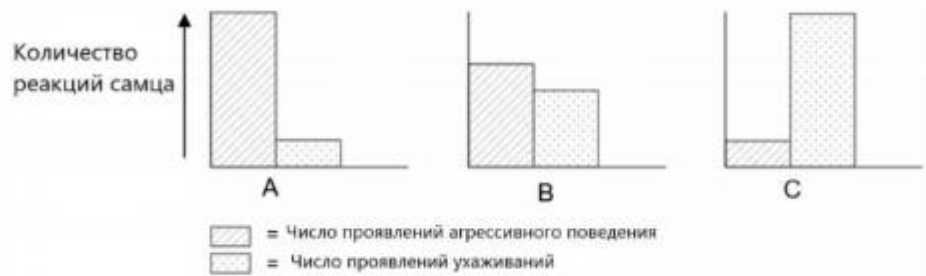 Количество
реакций самца
A
B
C
= Число проявлений агрессивного поведения
= Число проявлений ухаживаний